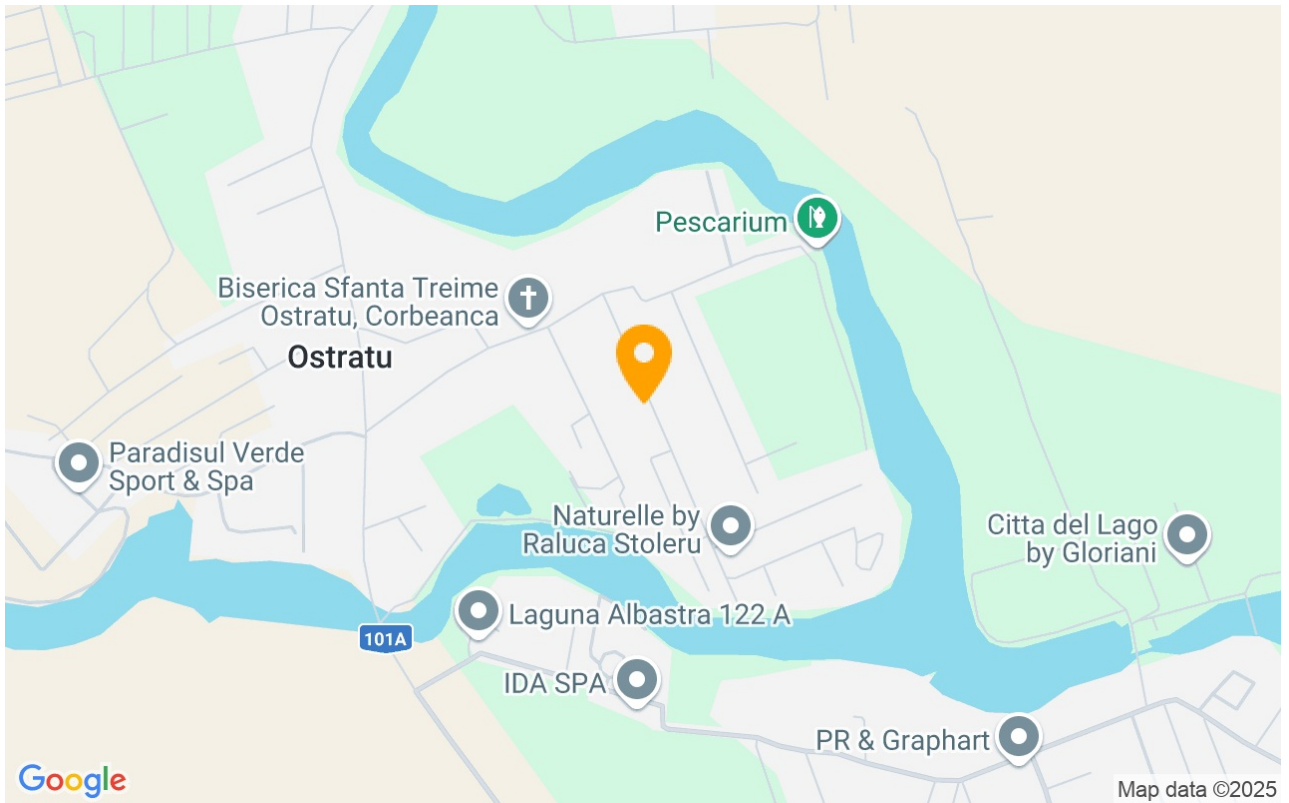 Pescarium
Biserica Sfanta Treime
Ostratu, Corbeanca
Ostratu
Paradisul Verde
Sport & Spa
Naturelle by
Raluca Stoleru
Citta del Lago
by Gloriani
Laguna Albastra 122 A
101A
IDA SPA
PR & Graphart
Google
Map data ©2025